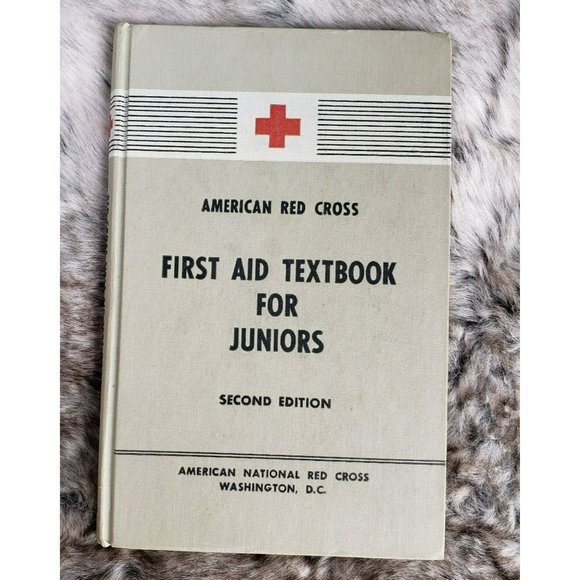 AMERICAN RED CROSS
FIRST AID TEXTBOOK
FOR
JUNIORS
SECOND EDITION
AMERICAN NATIONAL RED CROSS
WASHINGTON, D.C.